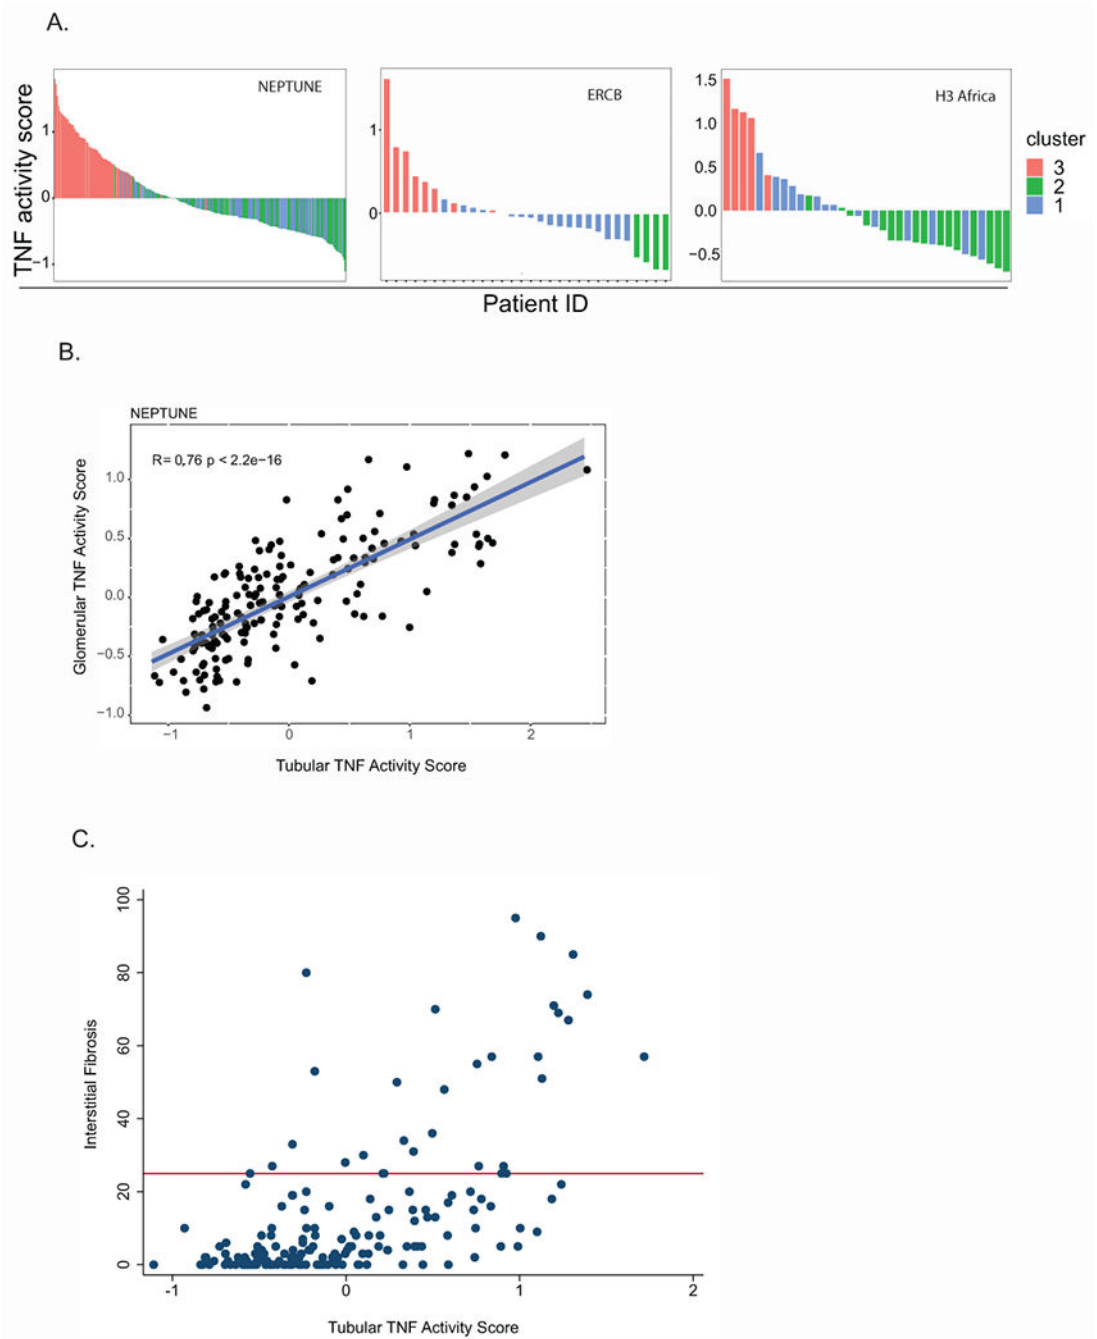 A.
TNF activity score
1
0
−1
NEPTUNE
1
0
ERCB
1.5
1.0
0.5
0.0
−0.5
H3 Africa
cluster
3
2
1
Patient ID
B.
NEPTUNE
R= 0.76 p < 2.2e−16
Glomerular TNF Activity Score
1.0
0.5
0.0
−0.5
−1.0
−1 0 1 2
Tubular TNF Activity Score
C.
Interstitial Fibrosis
100
80
60
40
20
0
-1 0 1 2
Tubular TNF Activity Score